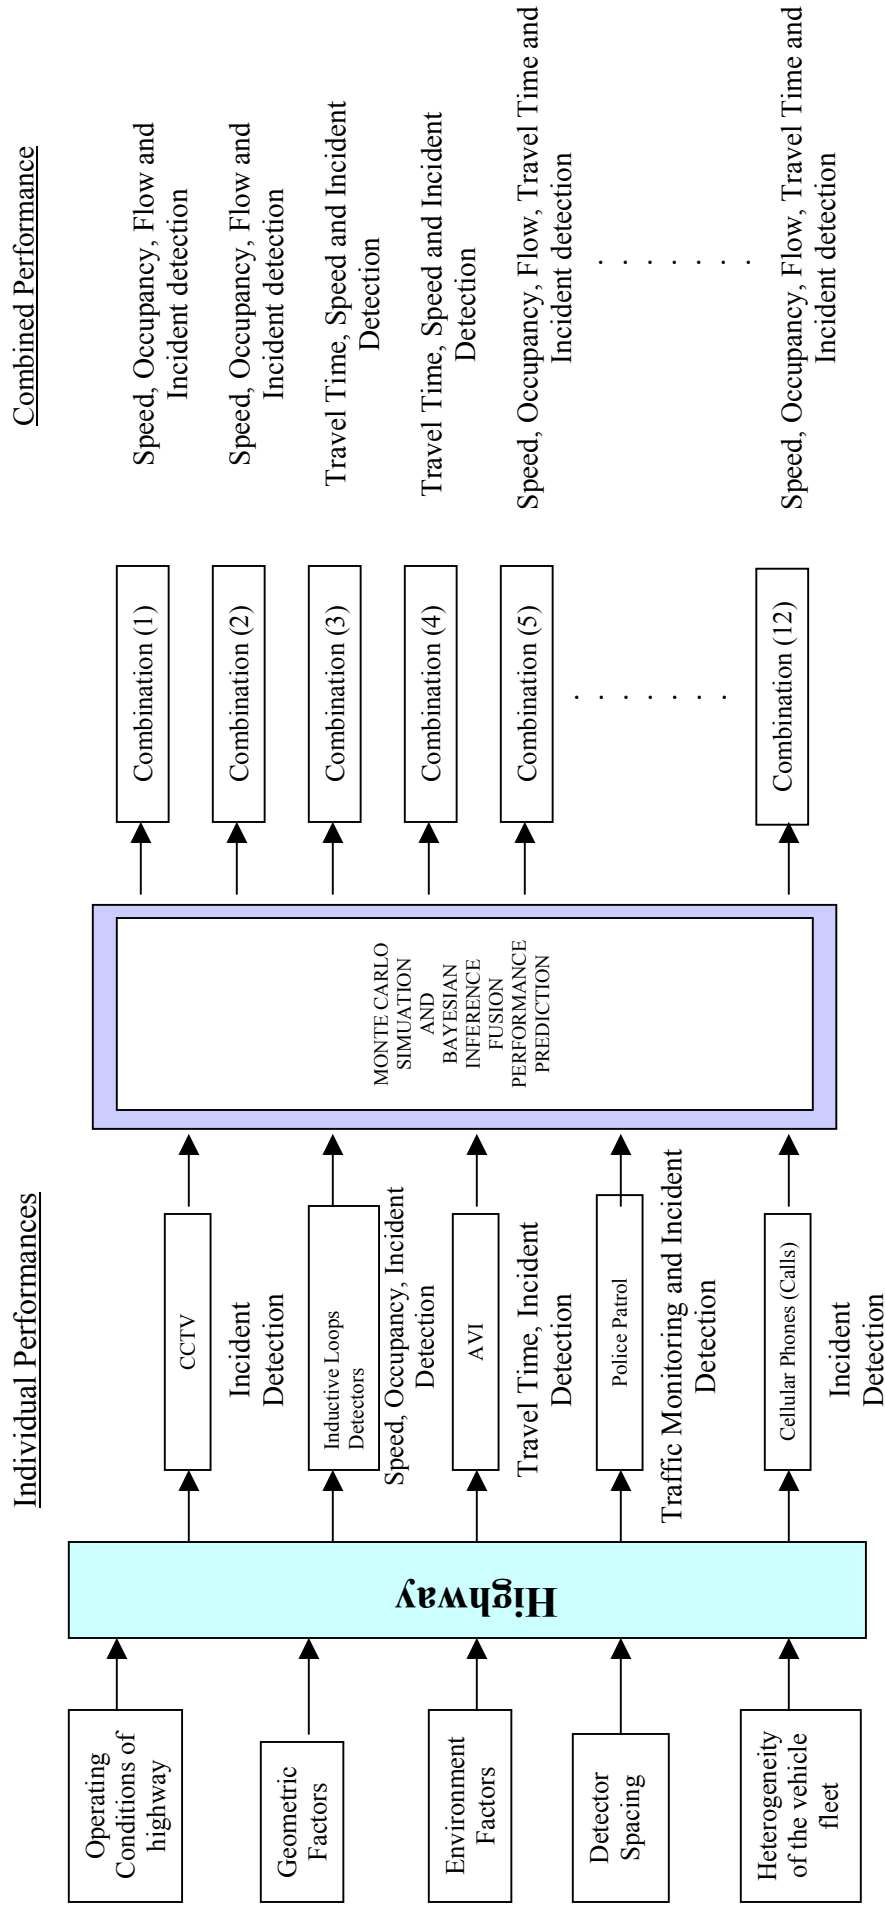 Individual Performances
Combined Performance
Operating
Conditions of
highway
Geometric
Factors
Environment
Factors
Detector
Spacing
Heterogeneity
of the vehicle
fleet
Highway
CCTV
Incident
Detection
Inductive Loops
Detectors
Speed, Occupancy, Incident
Detection
AVI
Travel Time, Incident
Detection
Police Patrol
Traffic Monitoring and Incident
Detection
Cellular Phones (Calls)
Incident
Detection
MONTE CARLO
SIMUATION
AND
BAYESIAN
INFERENCE
FUSION
PERFORMANCE
PREDICTION
Combination (1)
Combination (2)
Combination (3)
Combination (4)
Combination (5)
. . . . . . .
Combination (12)
Speed, Occupancy, Flow and
Incident detection
Speed, Occupancy, Flow and
Incident detection
Travel Time, Speed and Incident
Detection
Travel Time, Speed and Incident
Detection
Speed, Occupancy, Flow, Travel Time and
Incident detection
. . . . . . .
Speed, Occupancy, Flow, Travel Time and
Incident detection